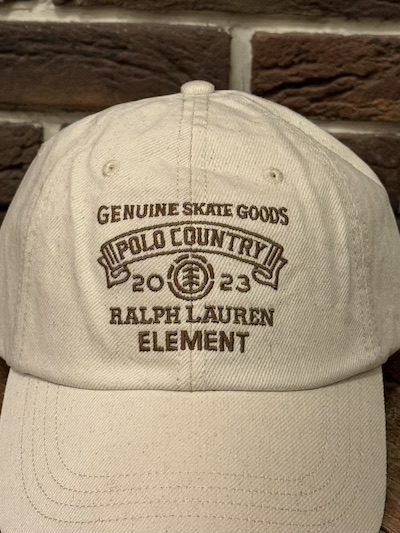 GENUINE SKATE GOODS
POLO COUNTRY
20 23
RALPH LAUREN
ELEMENT